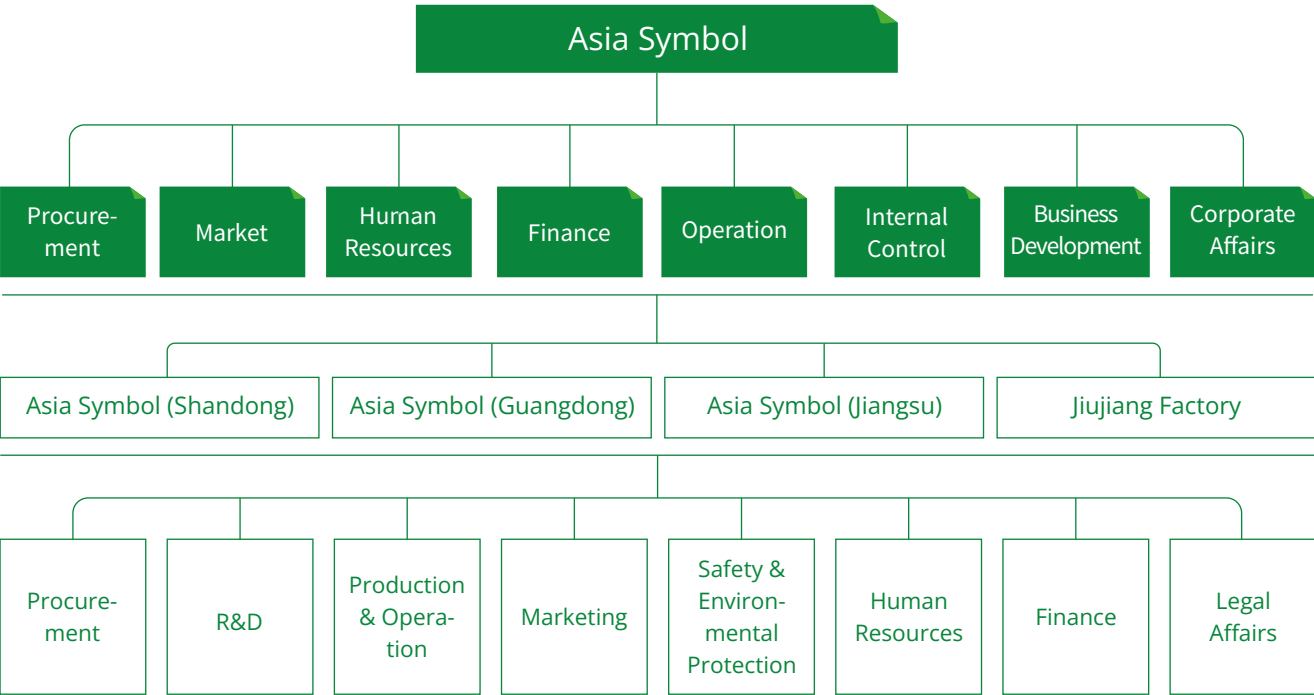 Asia Symbol
Procure-
ment
Market
Human
Resources
Finance
Operation
Internal
Control
Business
Development
Corporate
Affairs
Asia Symbol (Shandong)
Asia Symbol (Guangdong)
Asia Symbol (Jiangsu)
Jiujiang Factory
Procure-
ment
R&D
Production
& Opera-
tion
Marketing
Safety &
Environ-
mental
Protection
Human
Resources
Finance
Legal
Affairs